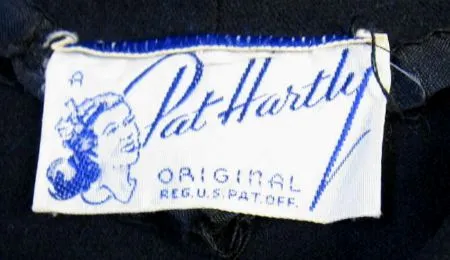 A
Pat Hartly
ORIGINAL
REG. U.S. PAT. OFF.